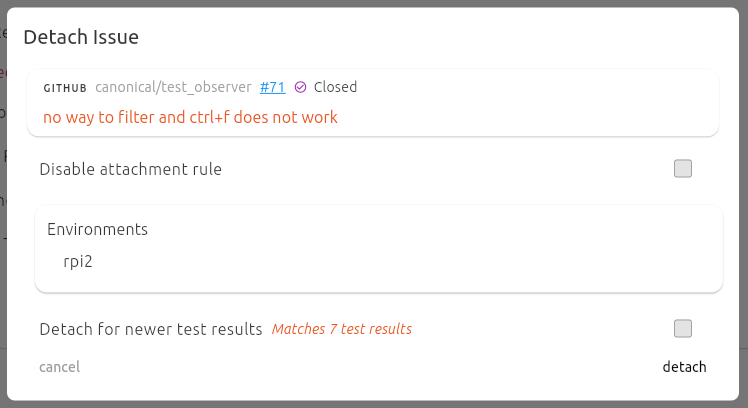 Detach Issue
GITHUB canonical/test_observer #71 Closed
no way to filter and ctrl+f does not work
Disable attachment rule
Environments
rpi2
Detach for newer test results Matches 7 test results
cancel detach